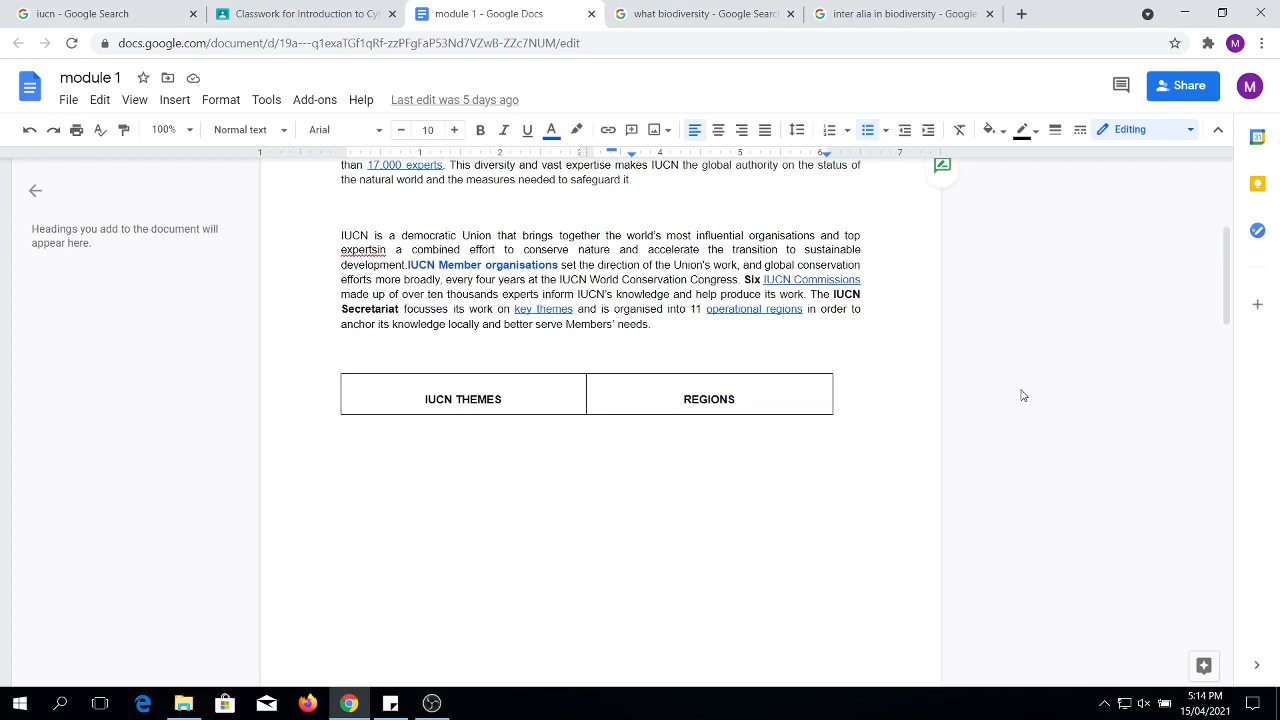 iucn - Google Search
Classwork for Introduction to Cyl
module 1 - Google Docs
what biodiversity - Google Searc
inter alia in biodiversity - Google
docs.google.com/document/d/19a---q1exaTGf1qRf-zzPFgFaP53Nd7VZwB-ZZc7NUM/edit
M
module 1
Share
M
File Edit View Insert Format Tools Add-ons Help Last edit was 5 days ago
100% Normal text Arial 10 B I U A Editing
1 1 2 3 4 5 6 7
than 17,000 experts. This diversity and vast expertise makes IUCN the global authority on the status of
the natural world and the measures needed to safeguard it.
Headings you add to the document will
appear here.
IUCN is a democratic Union that brings together the world's most influential organisations and top
expertsin a combined effort to conserve nature and accelerate the transition to sustainable
development.IUCN Member organisations set the direction of the Union's work, and global conservation
efforts more broadly, every four years at the IUCN World Conservation Congress. Six IUCN Commissions
made up of over ten thousands experts inform IUCN's knowledge and help produce its work. The IUCN
Secretariat focusses its work on key themes and is organised into 11 operational regions in order to
anchor its knowledge locally and better serve Members' needs.
IUCN THEMES REGIONS
5:14 PM
15/04/2021